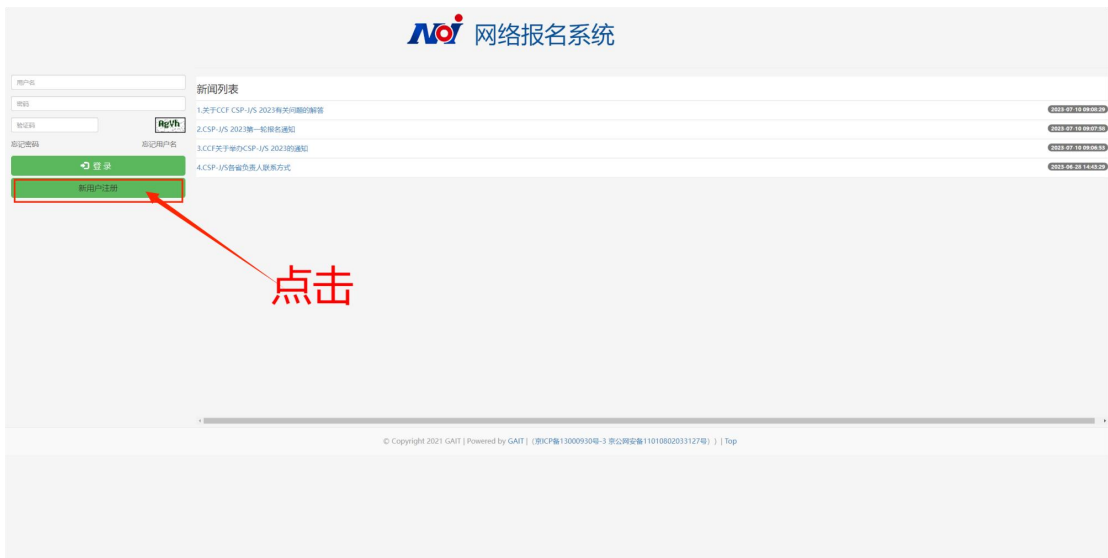 NOI 网络报名系统
用户名
密码
验证码 RgVh
忘记密码 忘记用户名
登 录
新用户注册
新闻列表
1.关于CCF CSP-J/S 2023有关问题的解答 2023-07-10 09:08:29
2.CSP-J/S 2023第一轮报名通知 2023-07-10 09:07:58
3.CCF关于举办CSP-J/S 2023的通知 2023-07-10 09:06:55
4.CSP-J/S各省负责人联系方式 2023-06-28 14:45:29
点击
© Copyright 2021 GAIT | Powered by GAIT | (京ICP备13000930号-3 京公网安备11010802033127号) ) | Top